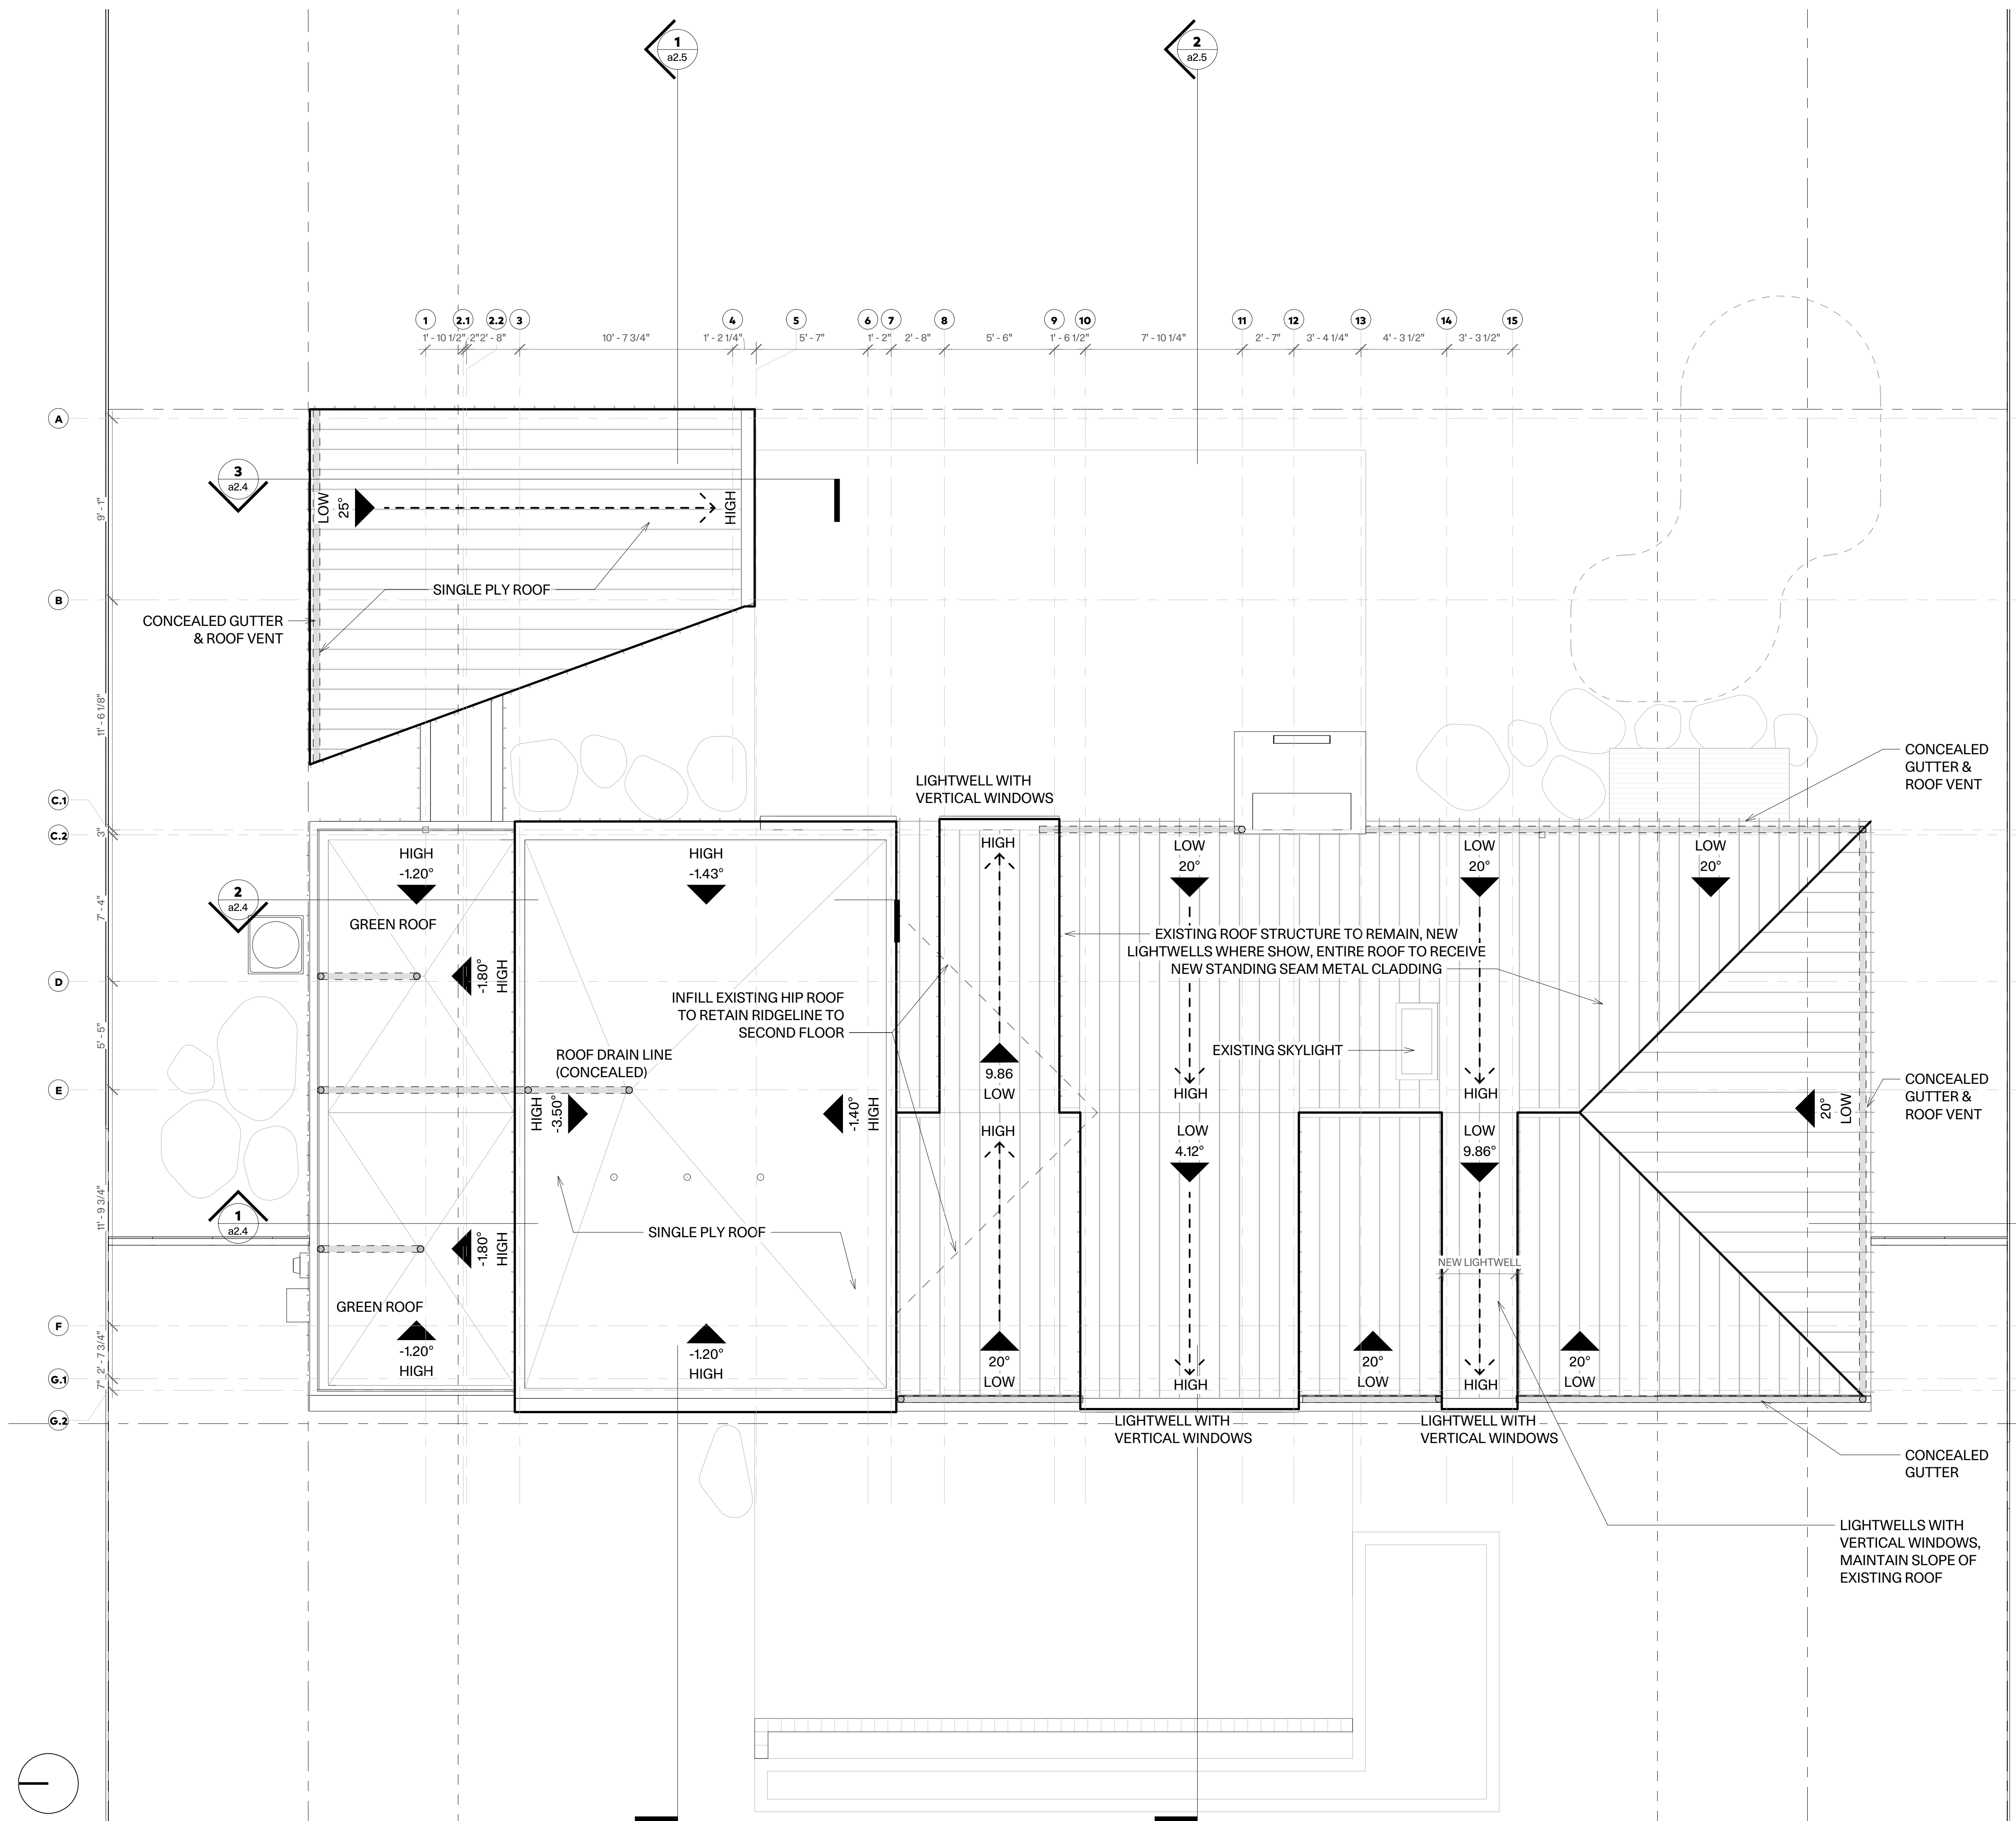 1
a2.5
2
a2.5
1
2.1
2.2
3
4
5
6
7
8
9
10
11
12
13
14
15
1' - 10 1/2"
2"
2' - 8"
10' - 7 3/4"
1' - 2 1/4"
5' - 7"
1' - 2"
2' - 8"
5' - 6"
1' - 6 1/2"
7' - 10 1/4"
2' - 7"
3' - 4 1/4"
4' - 3 1/2"
3' - 3 1/2"
A
B
C.1
C.2
D
E
F
G.1
G.2
9' - 1"
11' - 6 1/8"
3"
7' - 4"
5' - 5"
11' - 9 3/4"
2' - 7 3/4"
7"
3
a2.4
LOW
25°
HIGH
SINGLE PLY ROOF
CONCEALED GUTTER
& ROOF VENT
LIGHTWELL WITH
VERTICAL WINDOWS
CONCEALED
GUTTER &
ROOF VENT
2
a2.4
HIGH
-1.20°
GREEN ROOF
-1.80°
HIGH
HIGH
-1.43°
HIGH
LOW
20°
LOW
20°
LOW
20°
EXISTING ROOF STRUCTURE TO REMAIN, NEW
LIGHTWELLS WHERE SHOW, ENTIRE ROOF TO RECEIVE
NEW STANDING SEAM METAL CLADDING
INFILL EXISTING HIP ROOF
TO RETAIN RIDGELINE TO
SECOND FLOOR
ROOF DRAIN LINE
(CONCEALED)
EXISTING SKYLIGHT
9.86
LOW
HIGH
HIGH
HIGH
-3.50°
-1.40°
HIGH
20°
LOW
CONCEALED
GUTTER &
ROOF VENT
HIGH
LOW
4.12°
LOW
9.86°
1
a2.4
-1.80°
HIGH
SINGLE PLY ROOF
NEW LIGHTWELL
GREEN ROOF
-1.20°
HIGH
-1.20°
HIGH
20°
LOW
HIGH
20°
LOW
HIGH
20°
LOW
LIGHTWELL WITH
VERTICAL WINDOWS
LIGHTWELL WITH
VERTICAL WINDOWS
CONCEALED
GUTTER
LIGHTWELLS WITH
VERTICAL WINDOWS,
MAINTAIN SLOPE OF
EXISTING ROOF